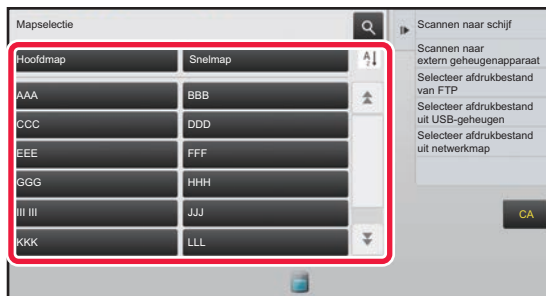 Mapselectie
Hoofdmap
Snelmap
AAA
BBB
CCC
DDD
EEE
FFF
GGG
HHH
III III
JJJ
KKK
LLL
Scannen naar schijf
Scannen naar
extern geheugenapparaat
Selecteer afdrukbestand
van FTP
Selecteer afdrukbestand
uit USB-geheugen
Selecteer afdrukbestand
uit netwerkmap
CA